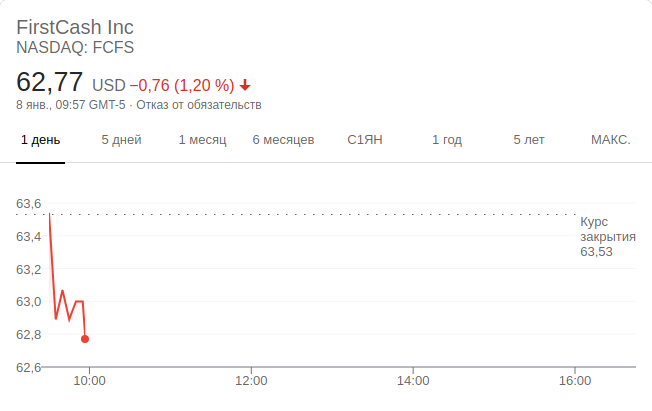 FirstCash Inc
NASDAQ: FCFS
62,77 USD −0,76 (1,20 %)
8 янв., 09:57 GMT-5 · Отказ от обязательств
1 день 5 дней 1 месяц 6 месяцев С1ЯН 1 год 5 лет МАКС.
63,6
Курс
закрытия
63,53
63,4
63,2
63,0
62,8
62,6
10:00 12:00 14:00 16:00